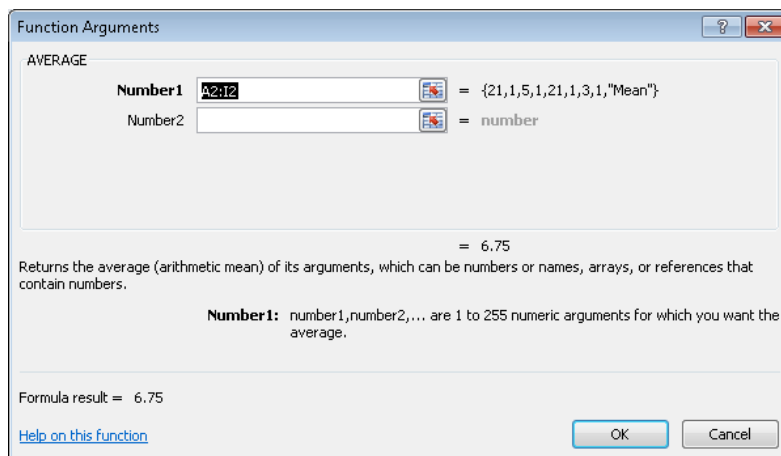 Function Arguments
AVERAGE
Number1 A2:I2 = {21,1,5,1,21,1,3,1,"Mean"}
Number2 = number
= 6.75
Returns the average (arithmetic mean) of its arguments, which can be numbers or names, arrays, or references that
contain numbers.
Number1: number1,number2,... are 1 to 255 numeric arguments for which you want the
average.
Formula result = 6.75
Help on this function
OK Cancel